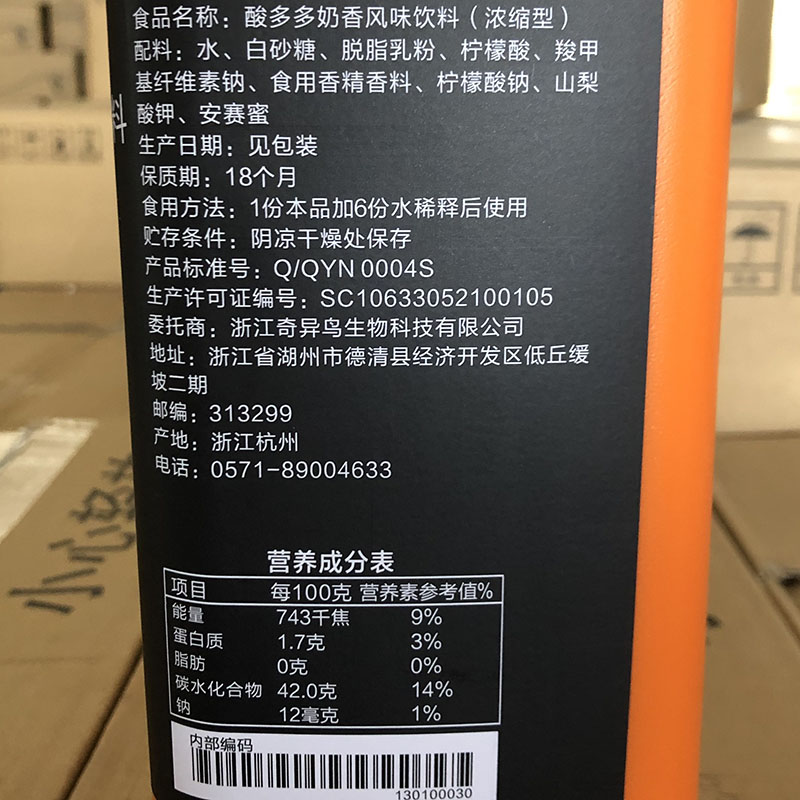 食品名称：酸多多奶香风味饮料（浓缩型）
配料：水、白砂糖、脱脂乳粉、柠檬酸、羧甲
基纤维素钠、食用香精香料、柠檬酸钠、山梨
酸钾、安赛蜜
料
生产日期：见包装
保质期：18个月
食用方法：1份本品加6份水稀释后使用
贮存条件：阴凉干燥处保存
产品标准号：Q/QYN 0004S
生产许可证编号：SC10633052100105
委托商：浙江奇异鸟生物科技有限公司
地址：浙江省湖州市德清县经济开发区低丘缓
坡二期
邮编：313299
产地：浙江杭州
电话：0571-89004633
营养成分表
项目 每100克 营养素参考值%
能量 743千焦 9%
蛋白质 1.7克 3%
脂肪 0克 0%
碳水化合物 42.0克 14%
钠 12毫克 1%
内部编码
130100030
小心